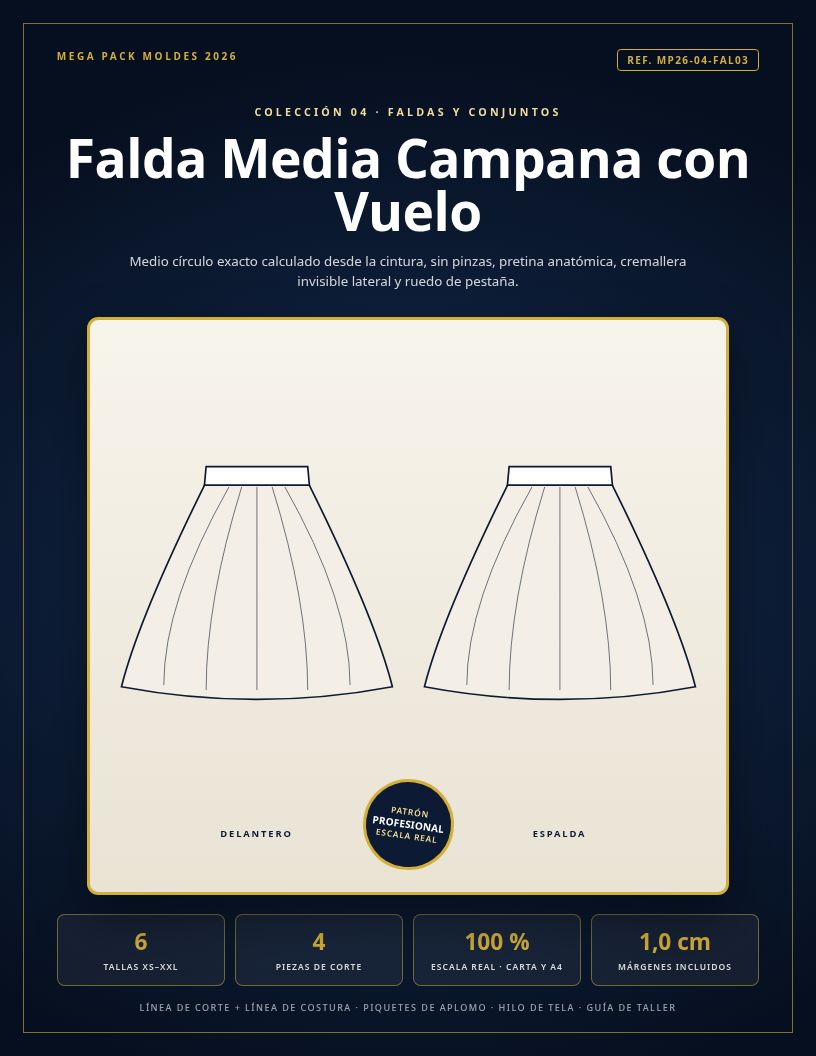 MEGA PACK MOLDES 2026
REF. MP26-04-FAL03
COLECCIÓN 04 · FALDAS Y CONJUNTOS
Falda Media Campana con
Vuelo
Medio círculo exacto calculado desde la cintura, sin pinzas, pretina anatómica, cremallera
invisible lateral y ruedo de pestaña.
PATRÓN
PROFESIONAL
ESCALA REAL
DELANTERO
ESPALDA
6
TALLAS XS–XXL
4
PIEZAS DE CORTE
100 %
ESCALA REAL · CARTA Y A4
1,0 cm
MÁRGENES INCLUIDOS
LÍNEA DE CORTE + LÍNEA DE COSTURA · PIQUETES DE APLOMO · HILO DE TELA · GUÍA DE TALLER